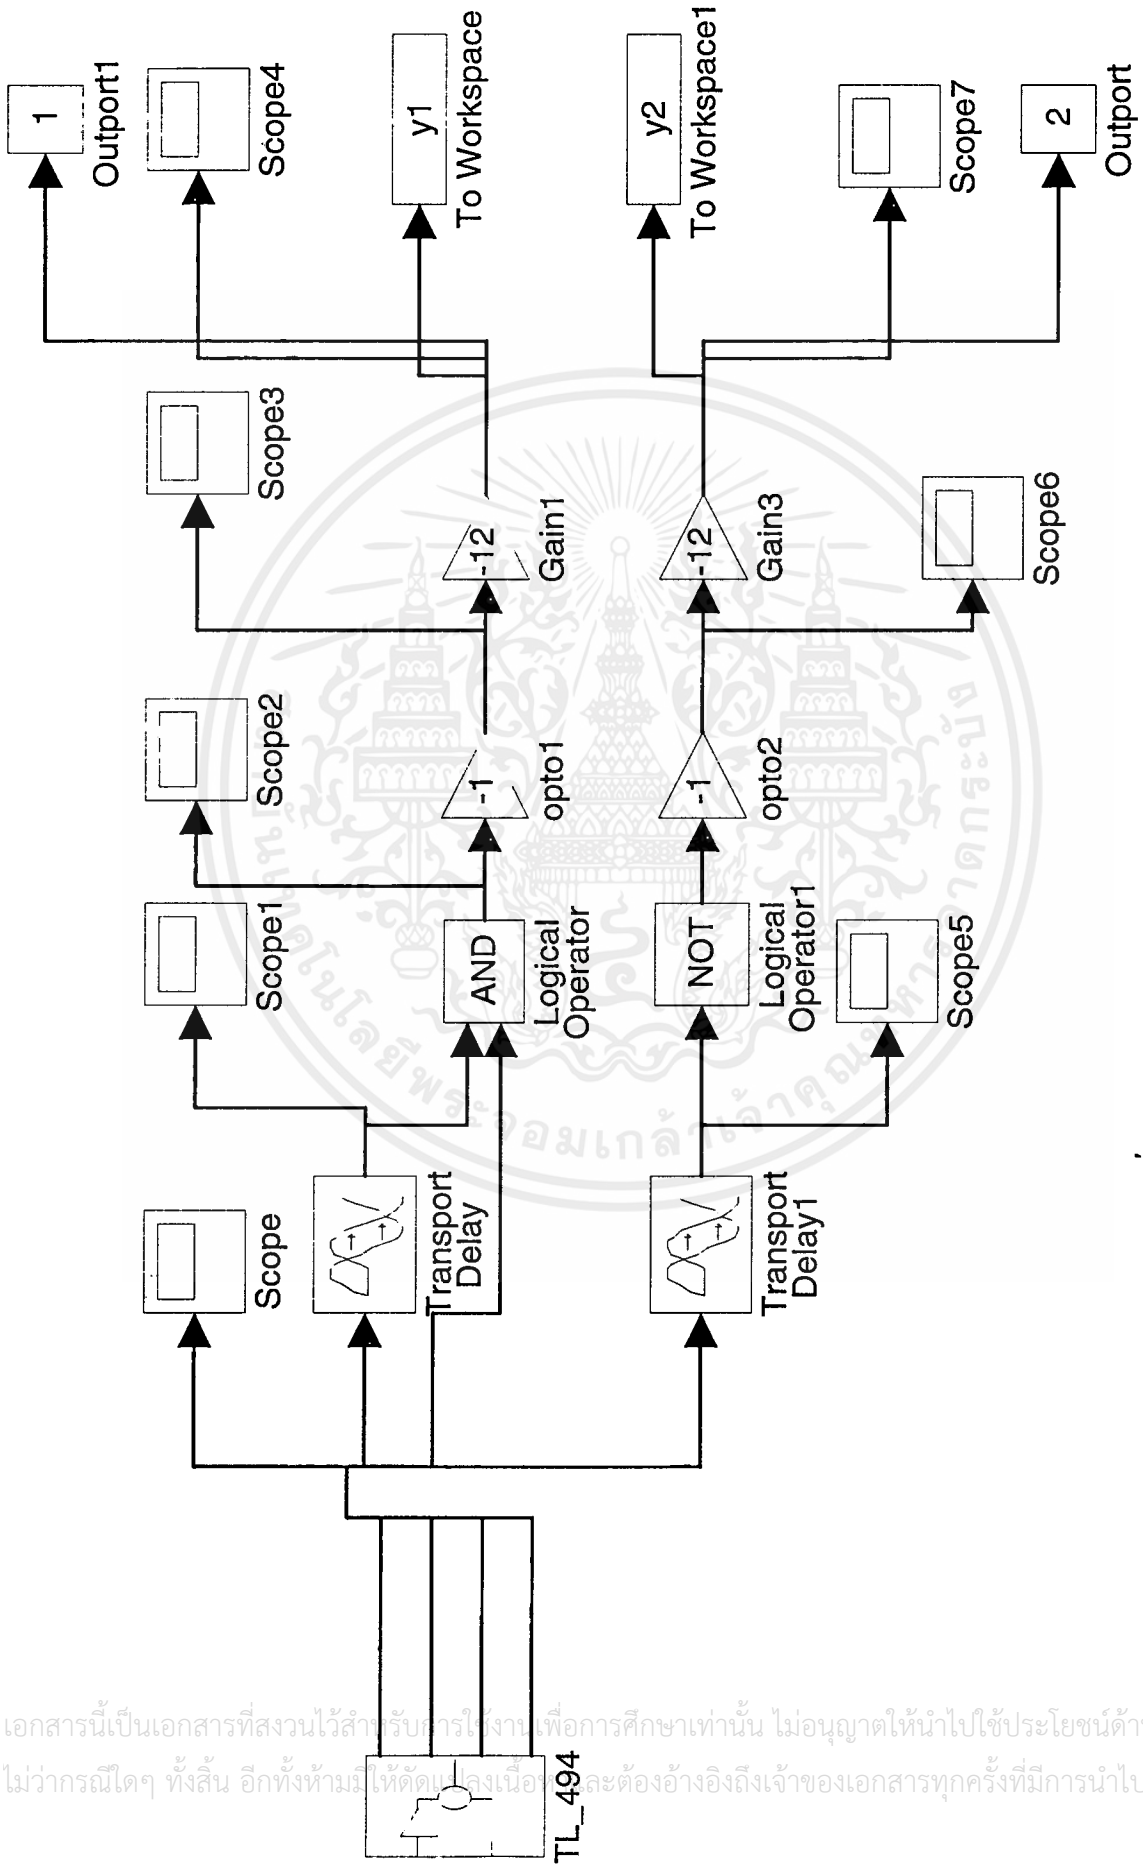 1
Outport1
Scope4
y1
To Workspace
y2
To Workspace1
Scope7
2
Outport
Scope3
-12
Gain1
-12
Gain3
Scope6
Scope2
-1
opto1
-1
opto2
Scope1
AND
Logical
Operator
NOT
Logical
Operator1
Scope5
Scope
Transport
Delay
Transport
Delay1
TL_494
เอกสารนี้เป็นเอกสารที่สงวนไว้สำหรับการใช้งานเพื่อการศึกษาเท่านั้น ไม่อนุญาตให้นำไปใช้ประโยชน์ด้า
ไม่ว่ากรณีใดๆ ทั้งสิ้น อีกทั้งห้ามมิให้ดัดแปลงเนื้อหา และต้องอ้างอิงถึงเจ้าของเอกสารทุกครั้งที่มีการนำไป